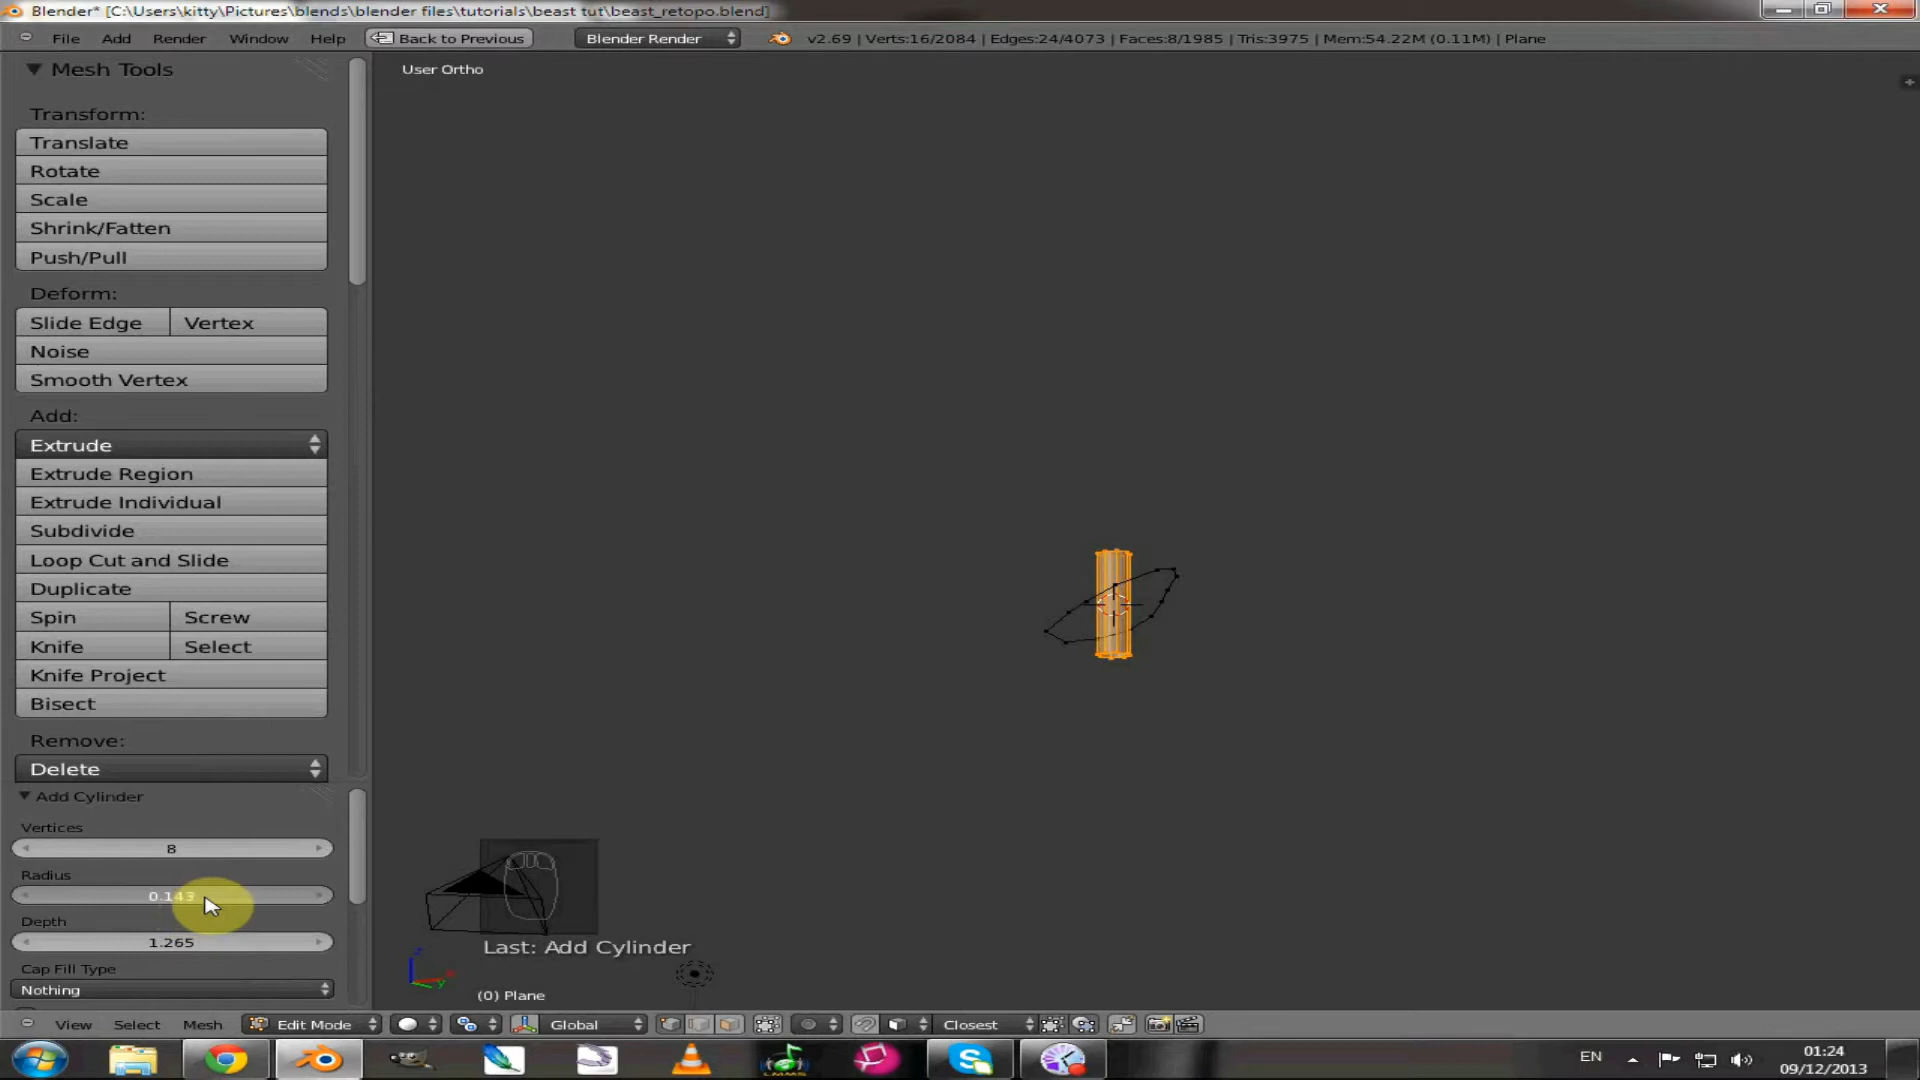 Blender* [C:\Users\kitty\Pictures\blends\blender files\tutorials\beast tut\beast_retopo.blend]
File Add Render Window Help Back to Previous Blender Render v2.69 | Verts:16/2084 | Edges:24/4073 | Faces:8/1985 | Tris:3975 | Mem:54.22M (0.11M) | Plane
Mesh Tools
User Ortho
Transform:
Translate
Rotate
Scale
Shrink/Fatten
Push/Pull
Deform:
Slide Edge Vertex
Noise
Smooth Vertex
Add:
Extrude
Extrude Region
Extrude Individual
Subdivide
Loop Cut and Slide
Duplicate
Spin Screw
Knife Select
Knife Project
Bisect
Remove:
Delete
Add Cylinder
Vertices
8
Radius
0.143
Depth
1.265
Cap Fill Type
Nothing
Last: Add Cylinder
(0) Plane
View Select Mesh Edit Mode Global Closest
LMMS
EN
01:24
09/12/2013